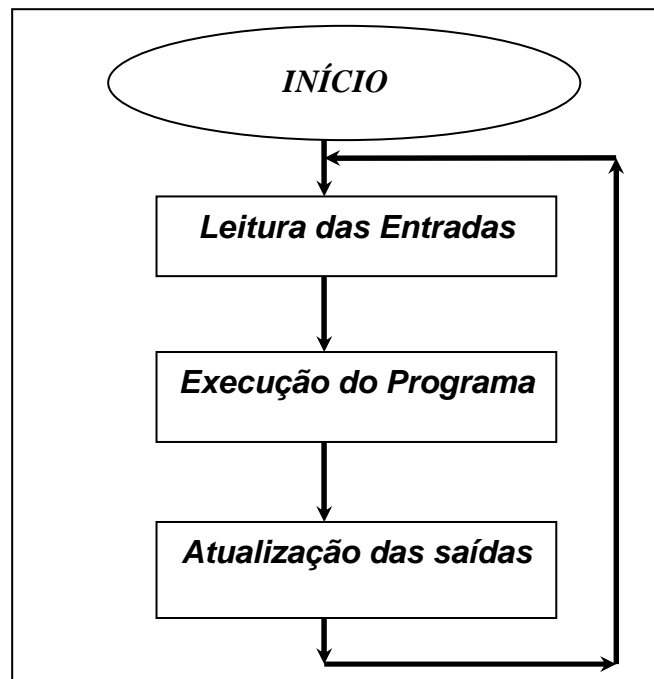 INÍCIO
Leitura das Entradas
Execução do Programa
Atualização das saídas